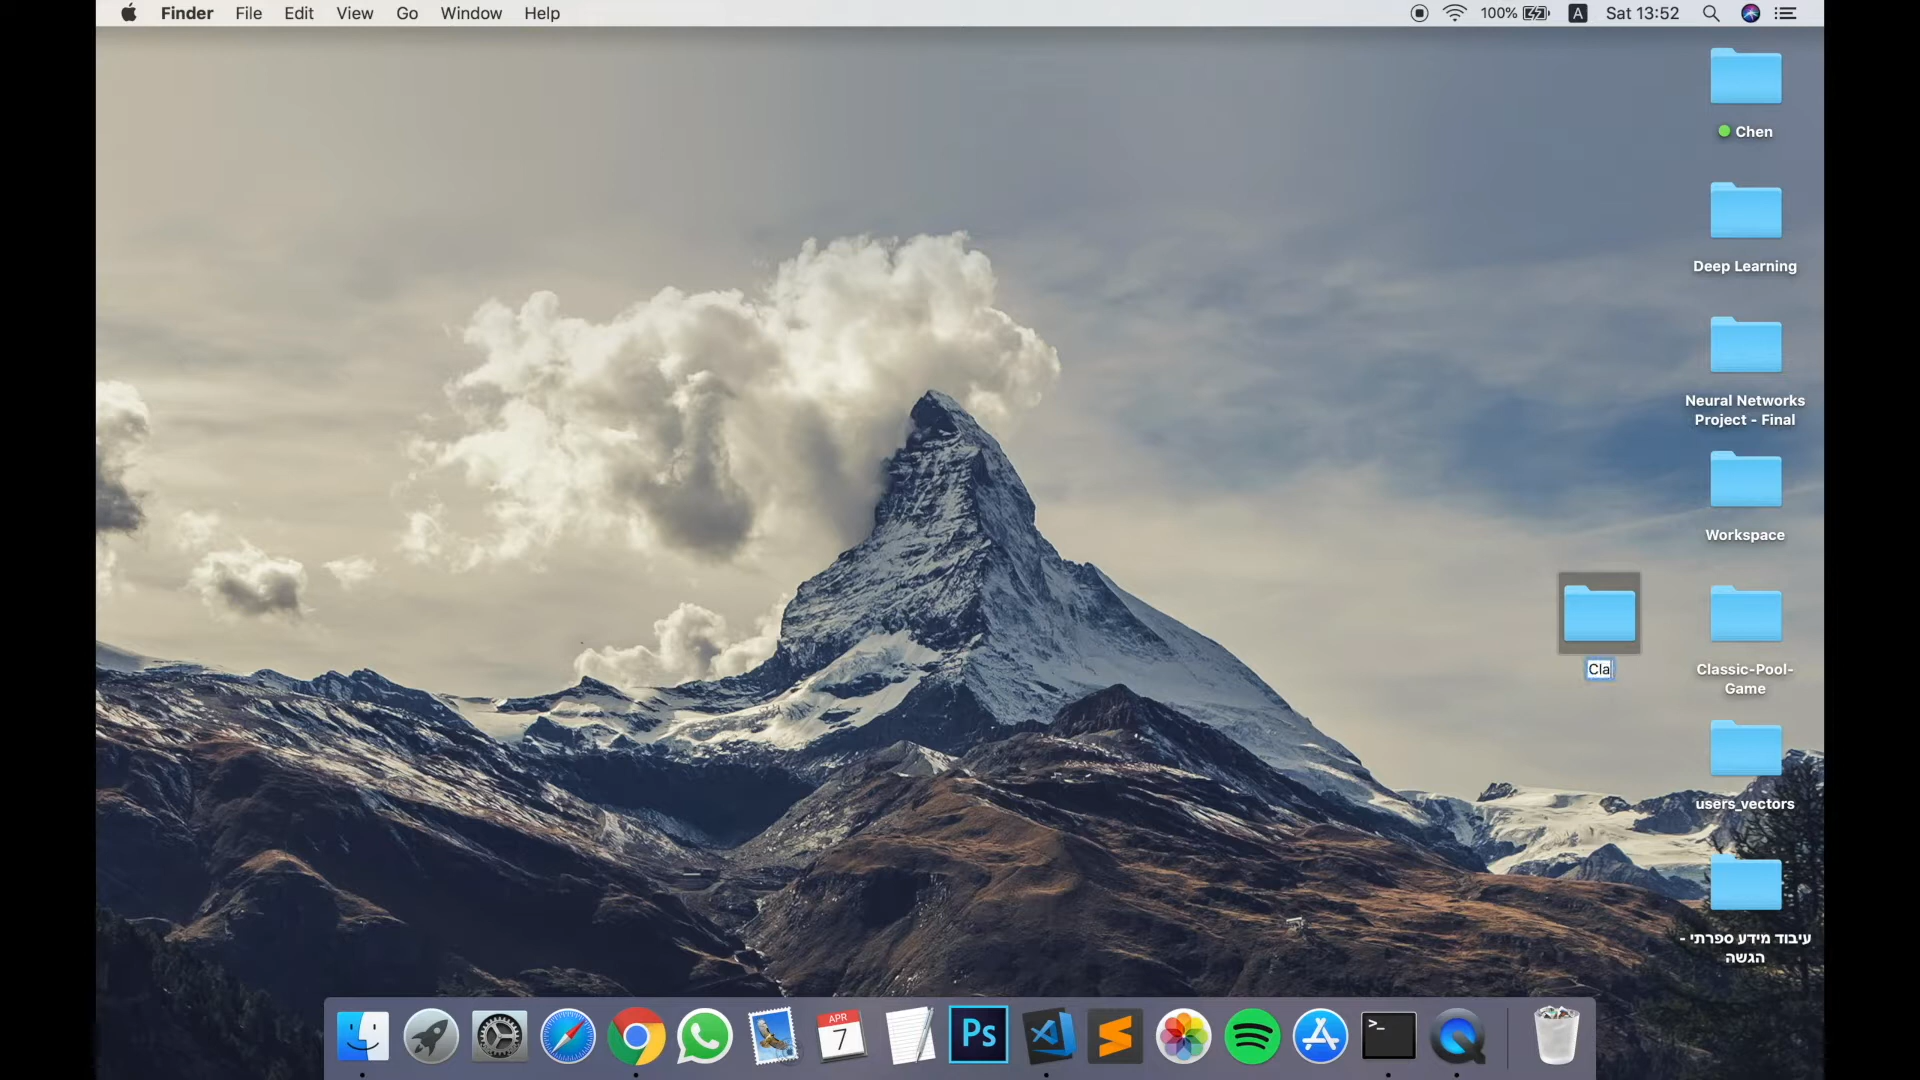 Finder File Edit View Go Window Help 100% A Sat 13:52
Chen
Deep Learning
Neural Networks
Project - Final
Workspace
Cla
Classic-Pool-
Game
users_vectors
עיבוד מידע ספרתי -
הגשה
APR
7
Ps
>_